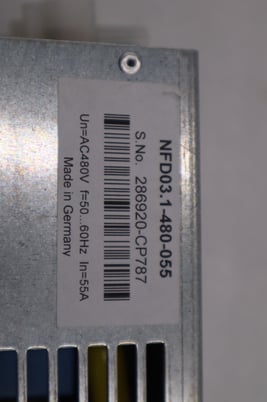 NFD03.1-480-055
S.No. 286920-CP787
Un=AC480V f=50...60Hz In=55A
Made in Germany